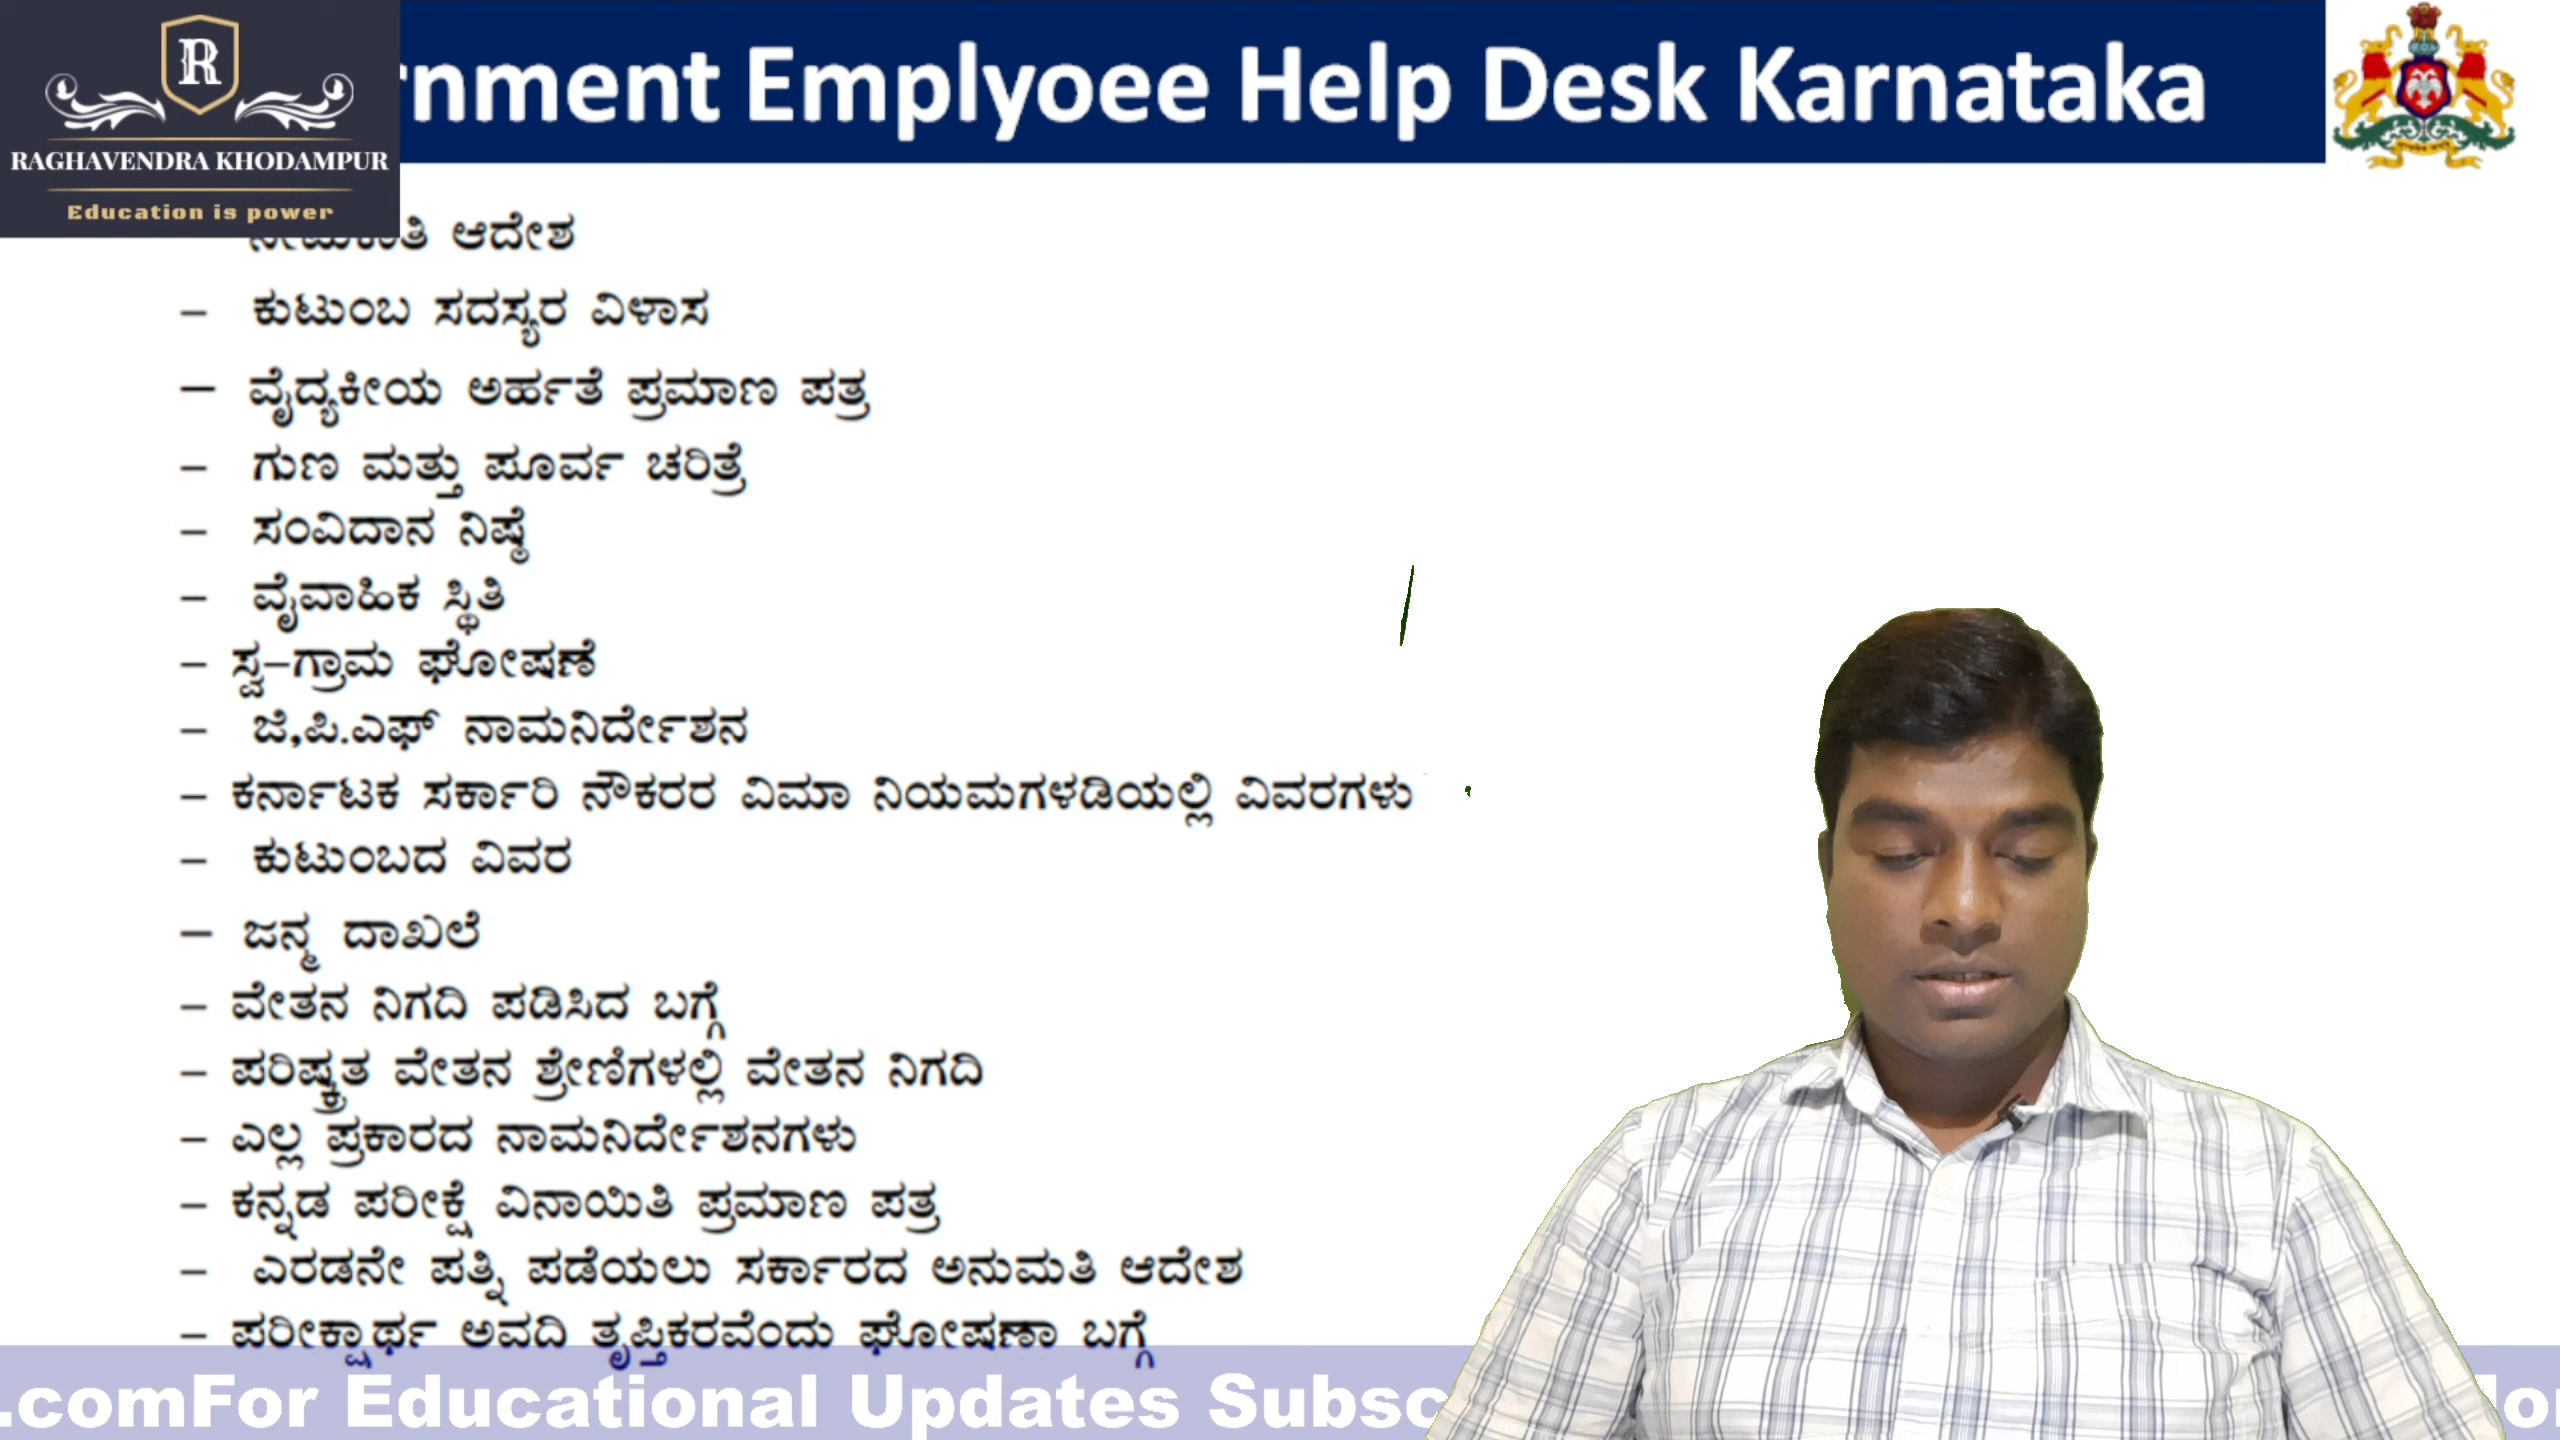 R
RAGHAVENDRA KHODAMPUR
Education is power
rnment Emplyoee Help Desk Karnataka
ಆದೇಶ
– ಕುಟುಂಬ ಸದಸ್ಯರ ವಿಳಾಸ
– ವೈದ್ಯಕೀಯ ಅರ್ಹತೆ ಪ್ರಮಾಣ ಪತ್ರ
– ಗುಣ ಮತ್ತು ಪೂರ್ವ ಚರಿತ್ರೆ
– ಸಂವಿದಾನ ನಿಷ್ಠೆ
– ವೈವಾಹಿಕ ಸ್ಥಿತಿ
– ಸ್ವ–ಗ್ರಾಮ ಘೋಷಣೆ
– ಜಿ,ಪಿ.ಎಫ್ ನಾಮನಿರ್ದೇಶನ
– ಕರ್ನಾಟಕ ಸರ್ಕಾರಿ ನೌಕರರ ವಿಮಾ ನಿಯಮಗಳಡಿಯಲ್ಲಿ ವಿವರಗಳು
– ಕುಟುಂಬದ ವಿವರ
– ಜನ್ಮ ದಾಖಲೆ
– ವೇತನ ನಿಗದಿ ಪಡಿಸಿದ ಬಗ್ಗೆ
– ಪರಿಷ್ಕೃತ ವೇತನ ಶ್ರೇಣಿಗಳಲ್ಲಿ ವೇತನ ನಿಗದಿ
– ಎಲ್ಲ ಪ್ರಕಾರದ ನಾಮನಿರ್ದೇಶನಗಳು
– ಕನ್ನಡ ಪರೀಕ್ಷೆ ವಿನಾಯಿತಿ ಪ್ರಮಾಣ ಪತ್ರ
– ಎರಡನೇ ಪತ್ನಿ ಪಡೆಯಲು ಸರ್ಕಾರದ ಅನುಮತಿ ಆದೇಶ
– ಪರೀಕ್ಷಾರ್ಥ ಅವದಿ ತೃಪ್ತಿಕರವೆಂದು ಘೋಷಣಾ ಬಗ್ಗೆ
.comFor Educational Updates Subsc